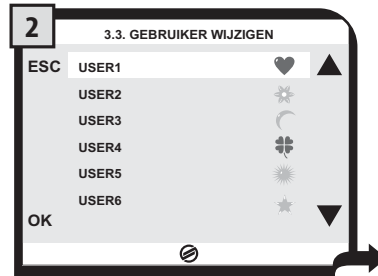 2
3.3. GEBRUIKER WIJZIGEN
ESC USER1
USER2
USER3
USER4
USER5
USER6
OK